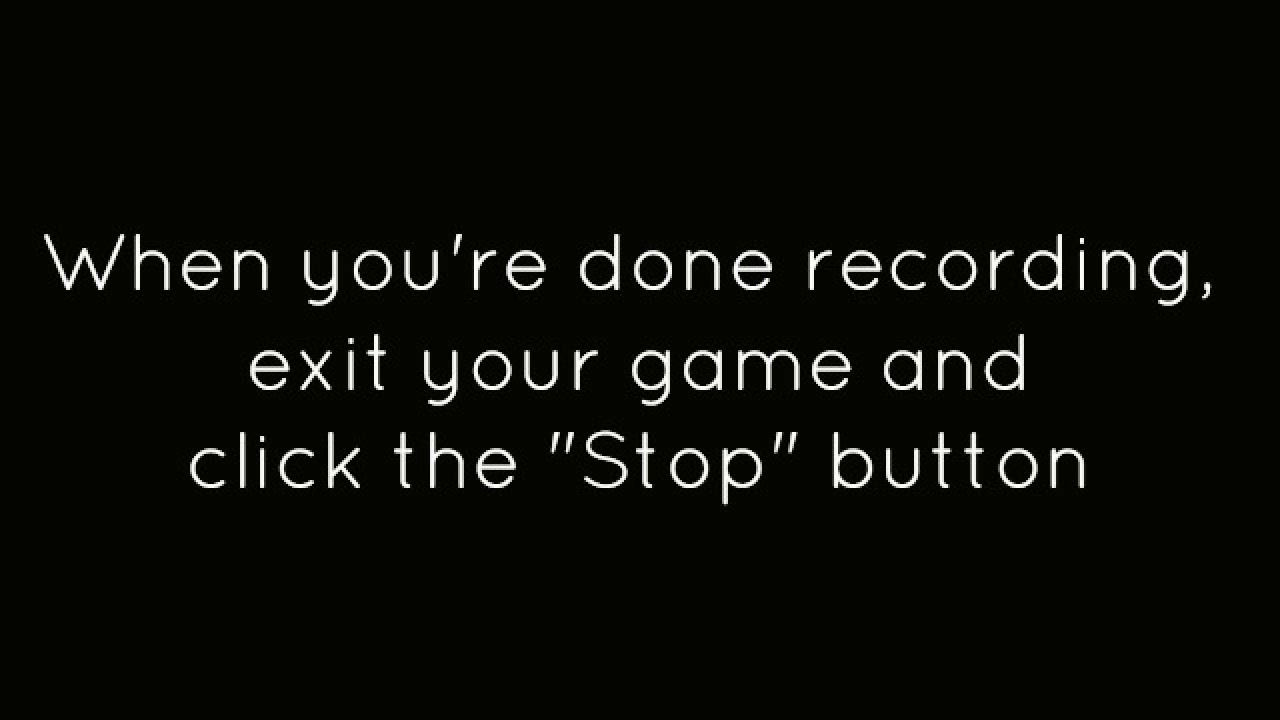 When you're done recording,
exit your game and
click the "Stop" button